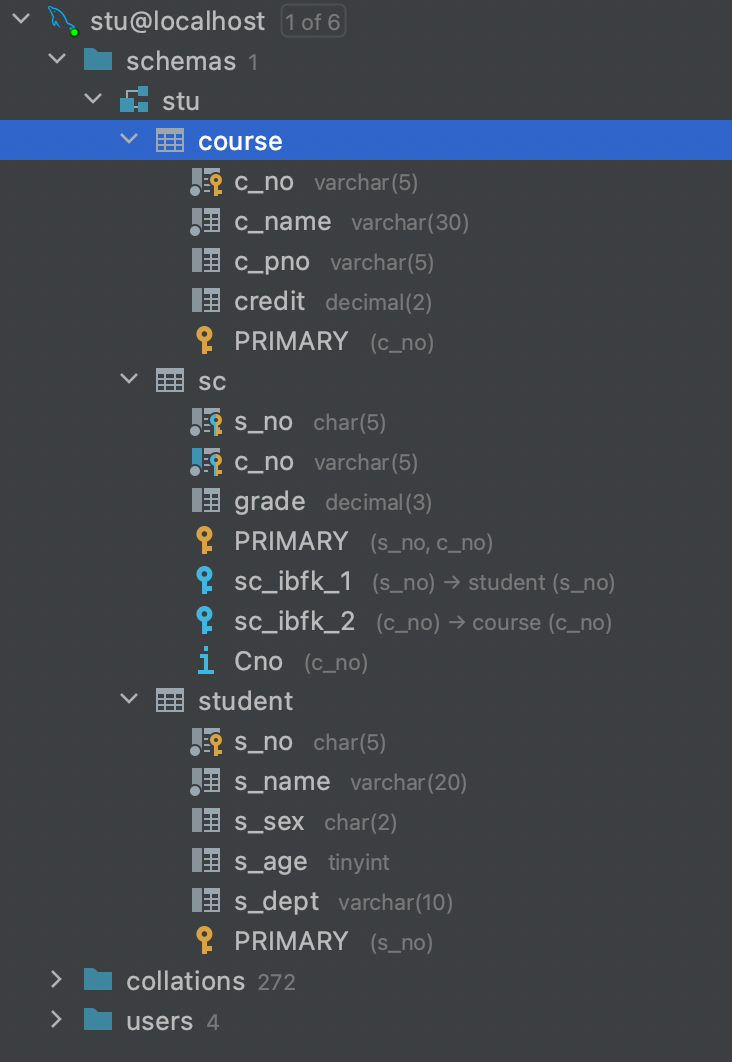 stu@localhost 1 of 6
schemas 1
stu
course
c_no varchar(5)
c_name varchar(30)
c_pno varchar(5)
credit decimal(2)
PRIMARY (c_no)
sc
s_no char(5)
c_no varchar(5)
grade decimal(3)
PRIMARY (s_no, c_no)
sc_ibfk_1 (s_no) → student (s_no)
sc_ibfk_2 (c_no) → course (c_no)
Cno (c_no)
student
s_no char(5)
s_name varchar(20)
s_sex char(2)
s_age tinyint
s_dept varchar(10)
PRIMARY (s_no)
collations 272
users 4